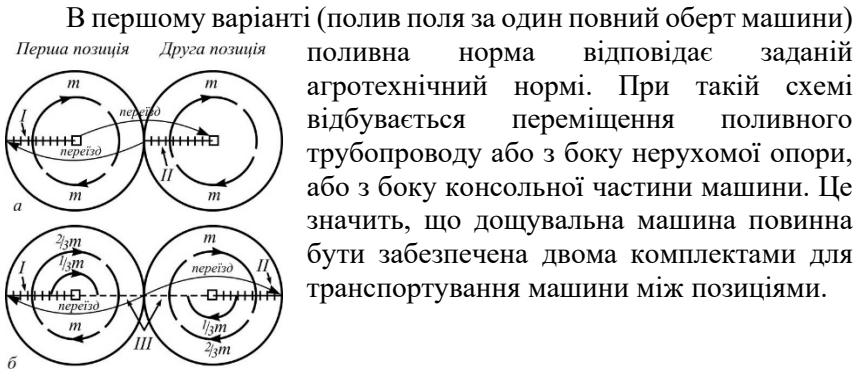 В першому варіанті (полив поля за один повний оберт машини)
Перша позиція Друга позиція
поливна норма відповідає заданій
агротехнічний нормі. При такій схемі
відбувається переміщення поливного
трубопроводу або з боку нерухомої опори,
або з боку консольної частини машини. Це
значить, що дощувальна машина повинна
бути забезпечена двома комплектами для
транспортування машини між позиціями.
m m
переїзд
I
переїзд
II
m m
а
2/3m m
I 1/3m переїзд II
переїзд
m III 1/3m
2/3m
б